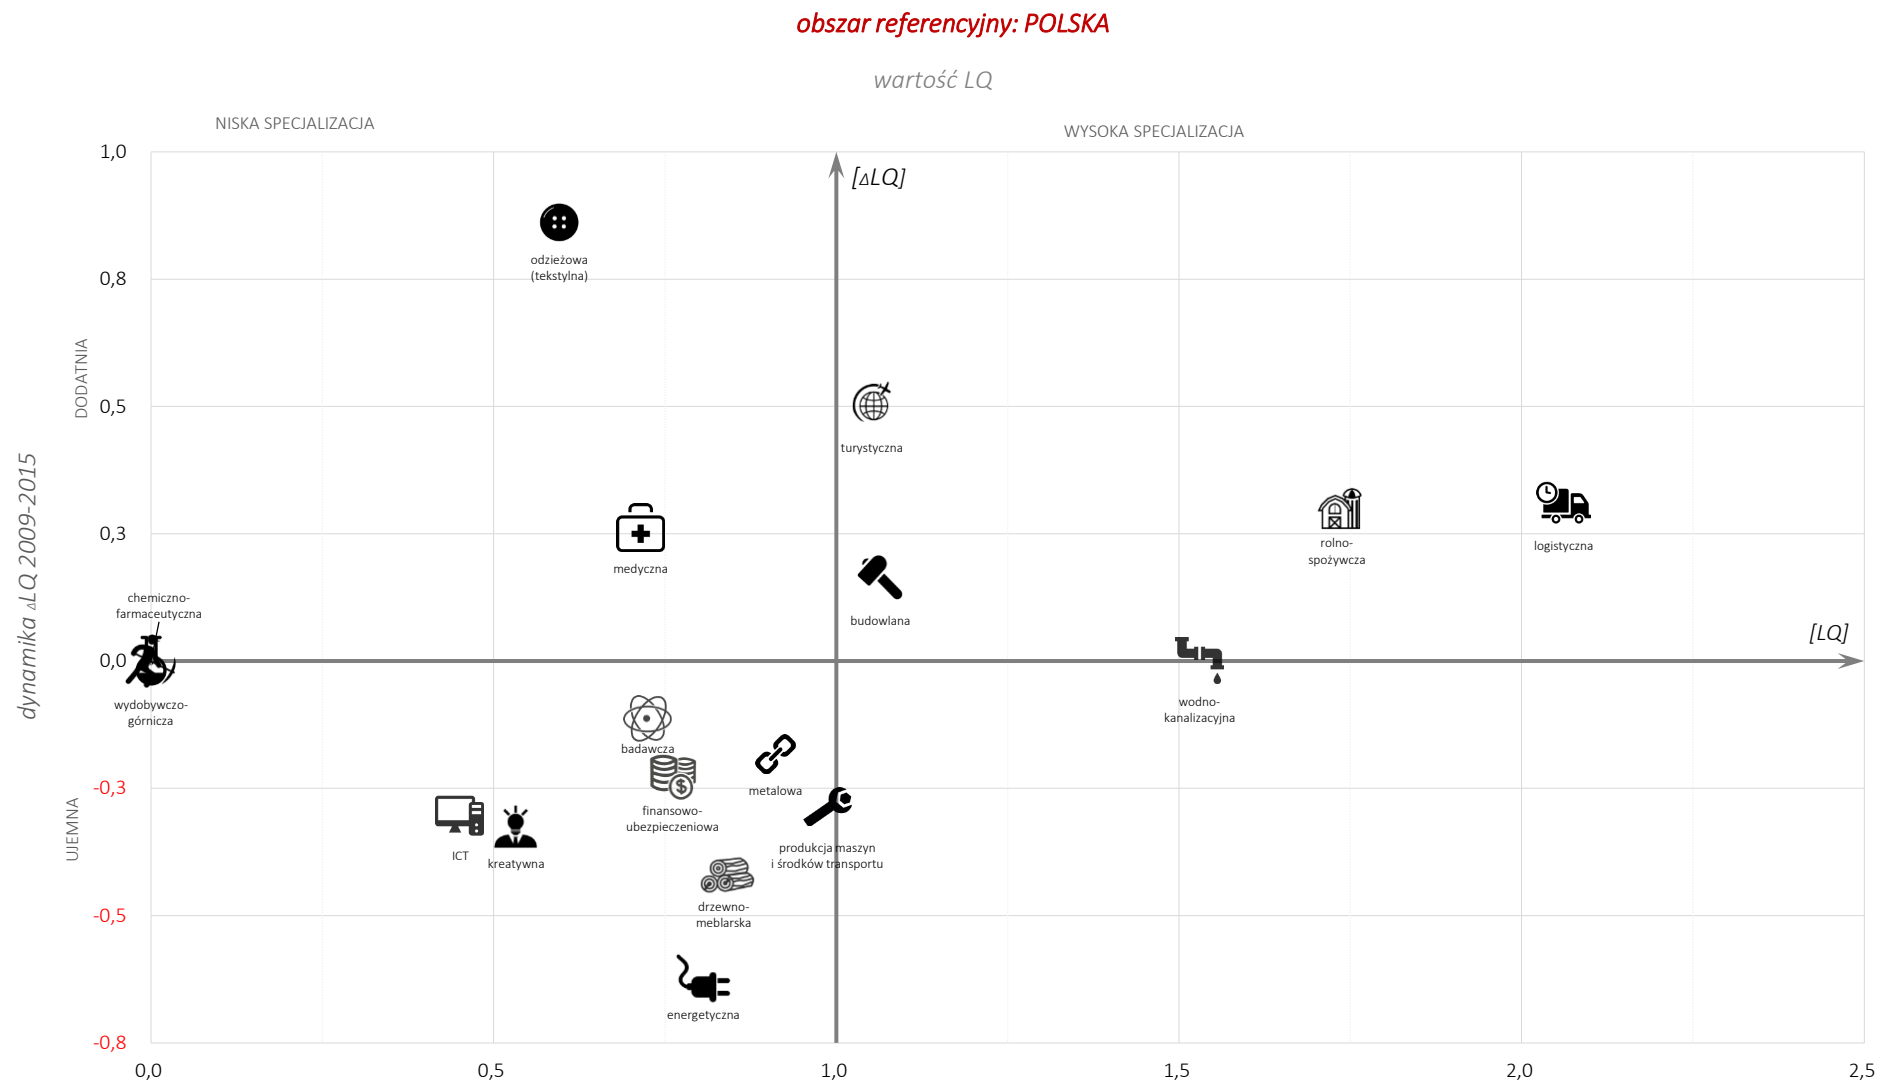 obszar referencyjny: POLSKA
wartość LQ
NISKA SPECJALIZACJA
WYSOKA SPECJALIZACJA
1,0
[ΔLQ]
odzieżowa
(tekstylna)
0,8
DODATNIA
0,5
turystyczna
0,3
medyczna
rolno-
spożywcza
logistyczna
budowlana
dynamika ΔLQ 2009-2015
chemiczno-
farmaceutyczna
[LQ]
0,0
wydobywczo-
górnicza
wodno-
kanalizacyjna
badawcza
-0,3
metalowa
finansowo-
ubezpieczeniowa
UJEMNA
ICT
kreatywna
produkcja maszyn
i środków transportu
drzewno-
meblarska
-0,5
energetyczna
-0,8
0,0
0,5
1,0
1,5
2,0
2,5